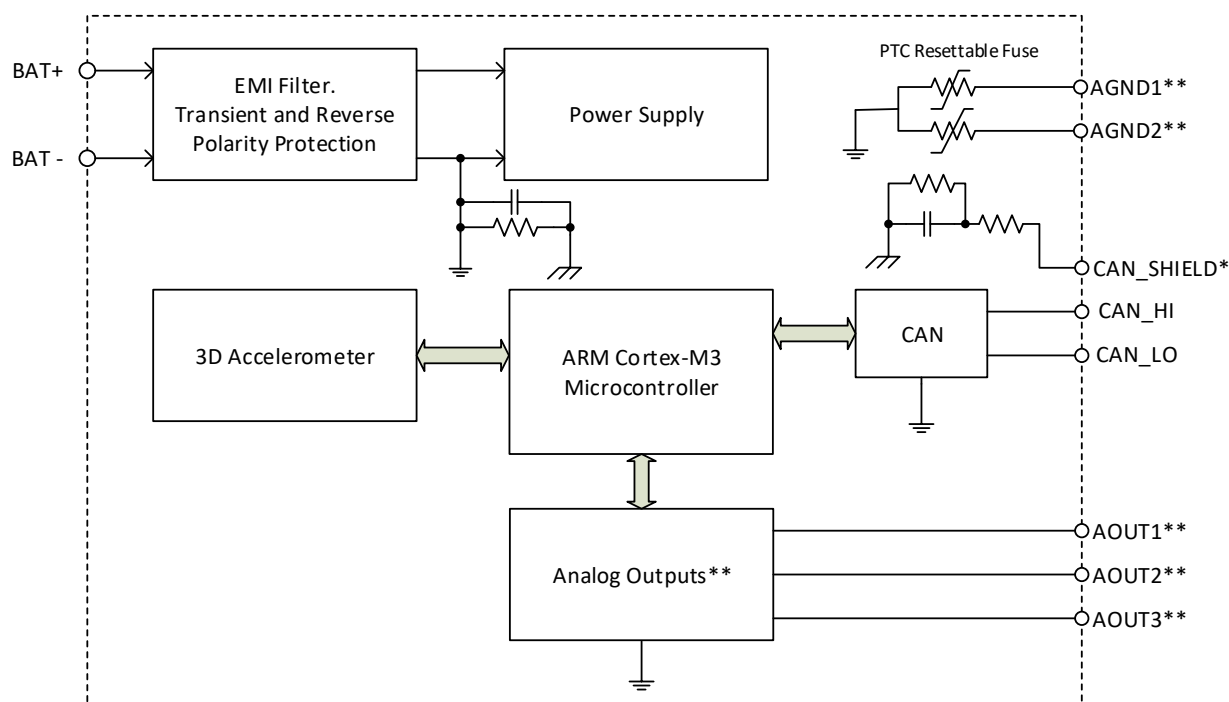 PTC Resettable Fuse
BAT+
EMI Filter.
Transient and Reverse
Polarity Protection
Power Supply
AGND1**
AGND2**
BAT -
CAN_SHIELD*
CAN_HI
CAN_LO
3D Accelerometer
ARM Cortex-M3
Microcontroller
CAN
Analog Outputs**
AOUT1**
AOUT2**
AOUT3**